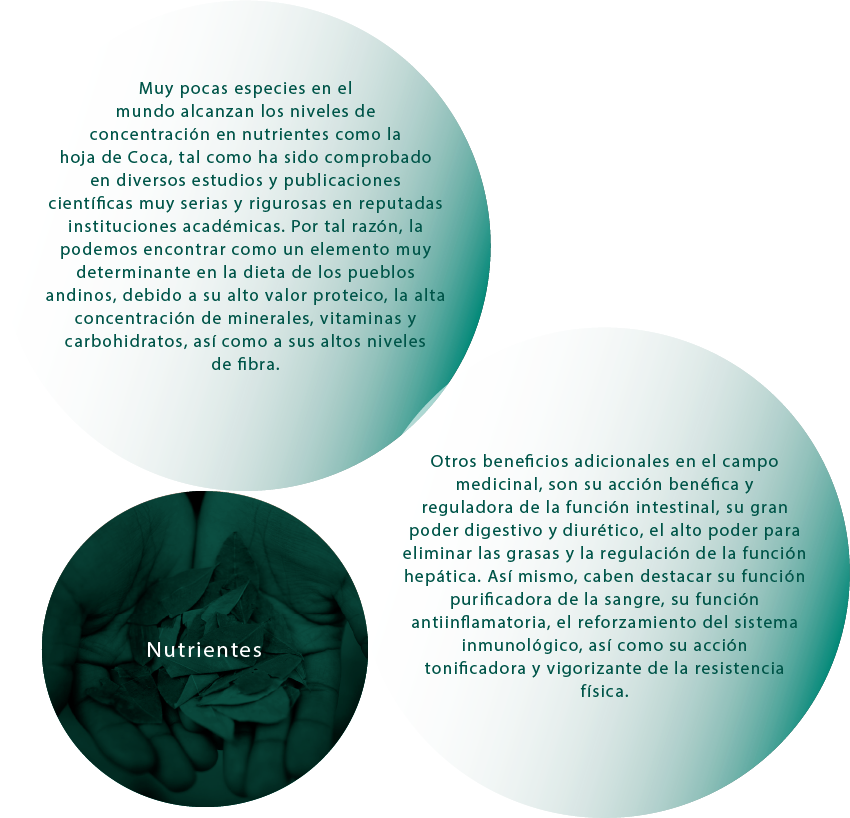 Muy pocas especies en el
mundo alcanzan los niveles de
concentración en nutrientes como la
hoja de Coca, tal como ha sido comprobado
en diversos estudios y publicaciones
científicas muy serias y rigurosas en reputadas
instituciones académicas. Por tal razón, la
podemos encontrar como un elemento muy
determinante en la dieta de los pueblos
andinos, debido a su alto valor proteico, la alta
concentración de minerales, vitaminas y
carbohidratos, así como a sus altos niveles
de fibra.
Otros beneficios adicionales en el campo
medicinal, son su acción benéfica y
reguladora de la función intestinal, su gran
poder digestivo y diurético, el alto poder para
eliminar las grasas y la regulación de la función
hepática. Así mismo, caben destacar su función
purificadora de la sangre, su función
antiinflamatoria, el reforzamiento del sistema
inmunológico, así como su acción
tonificadora y vigorizante de la resistencia
física.
Nutrientes